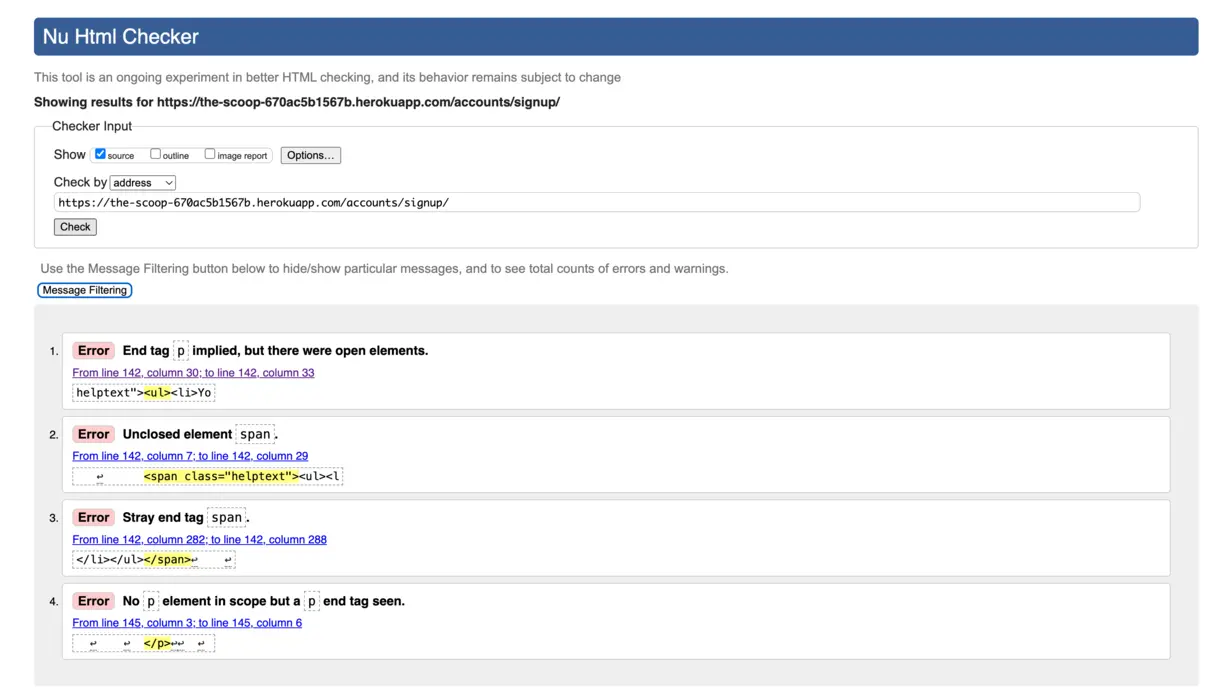 Nu Html Checker
This tool is an ongoing experiment in better HTML checking, and its behavior remains subject to change
Showing results for https://the-scoop-670ac5b1567b.herokuapp.com/accounts/signup/
Checker Input
Show source outline image report Options...
Check by address
https://the-scoop-670ac5b1567b.herokuapp.com/accounts/signup/
Check
Use the Message Filtering button below to hide/show particular messages, and to see total counts of errors and warnings.
Message Filtering
1. Error End tag p implied, but there were open elements.
From line 142, column 30; to line 142, column 33
helptext"><ul><li>Yo
2. Error Unclosed element span.
From line 142, column 7; to line 142, column 29
↩ <span class="helptext"><ul><l
3. Error Stray end tag span.
From line 142, column 282; to line 142, column 288
</li></ul></span>↩ ↩
4. Error No p element in scope but a p end tag seen.
From line 145, column 3; to line 145, column 6
↩ ↩ </p>↩↩ ↩